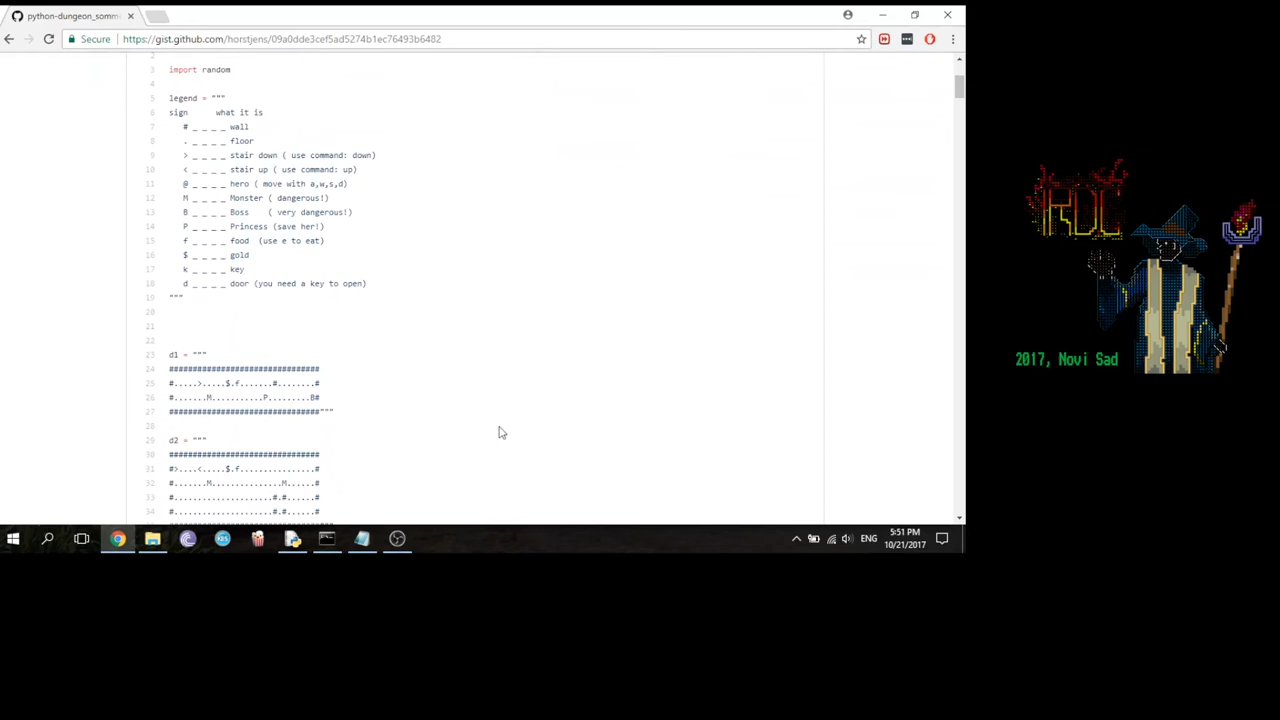 python-dungeon_somm
Secure
https://gist.github.com/horstjens/09a0dde3cef5ad5274b1ec76493b6482
2
3 import random
4
5 legend = """
6 sign what it is
7 # _ _ _ _ wall
8 . _ _ _ _ floor
9 > _ _ _ _ stair down ( use command: down)
10 < _ _ _ _ stair up ( use command: up)
11 @ _ _ _ _ hero ( move with a,w,s,d)
12 M _ _ _ _ Monster ( dangerous!)
13 B _ _ _ _ Boss ( very dangerous!)
14 P _ _ _ _ Princess (save her!)
15 f _ _ _ _ food (use e to eat)
16 $ _ _ _ _ gold
17 k _ _ _ _ key
18 d _ _ _ _ door (you need a key to open)
19 """
20
21
22
23 d1 = """
24 ################################
25 #.....>.....$.f.......#........#
26 #.......M...........P.........B#
27 ################################"""
28
29 d2 = """
30 ################################
31 #>....<.....$.f................#
32 #.......M...............M......#
33 #.....................#.#......#
34 #.....................#.#......#
IRDC
2017, Novi Sad
ENG
5:51 PM
10/21/2017